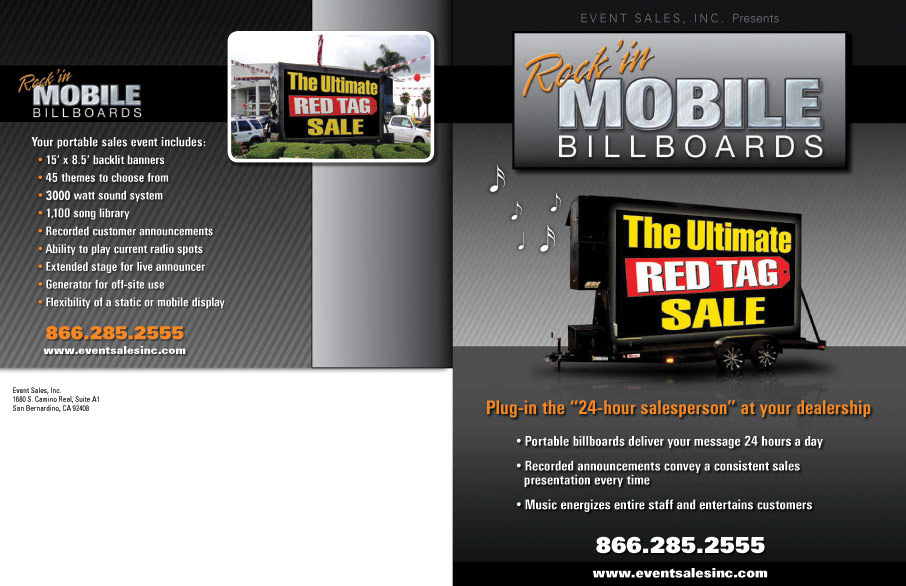 Rock'in
MOBILE
BILLBOARDS
The Ultimate
RED TAG
SALE
Your portable sales event includes:
• 15' x 8.5' backlit banners
• 45 themes to choose from
• 3000 watt sound system
• 1,100 song library
• Recorded customer announcements
• Ability to play current radio spots
• Extended stage for live announcer
• Generator for off-site use
• Flexibility of a static or mobile display
866.285.2555
www.eventsalesinc.com
Event Sales, Inc.
1680 S. Camino Real, Suite A1
San Bernardino, CA 92408
EVENT SALES, INC. Presents
Rock'in
MOBILE
BILLBOARDS
The Ultimate
RED TAG
SALE
Plug-in the “24-hour salesperson” at your dealership
• Portable billboards deliver your message 24 hours a day
• Recorded announcements convey a consistent sales
presentation every time
• Music energizes entire staff and entertains customers
866.285.2555
www.eventsalesinc.com